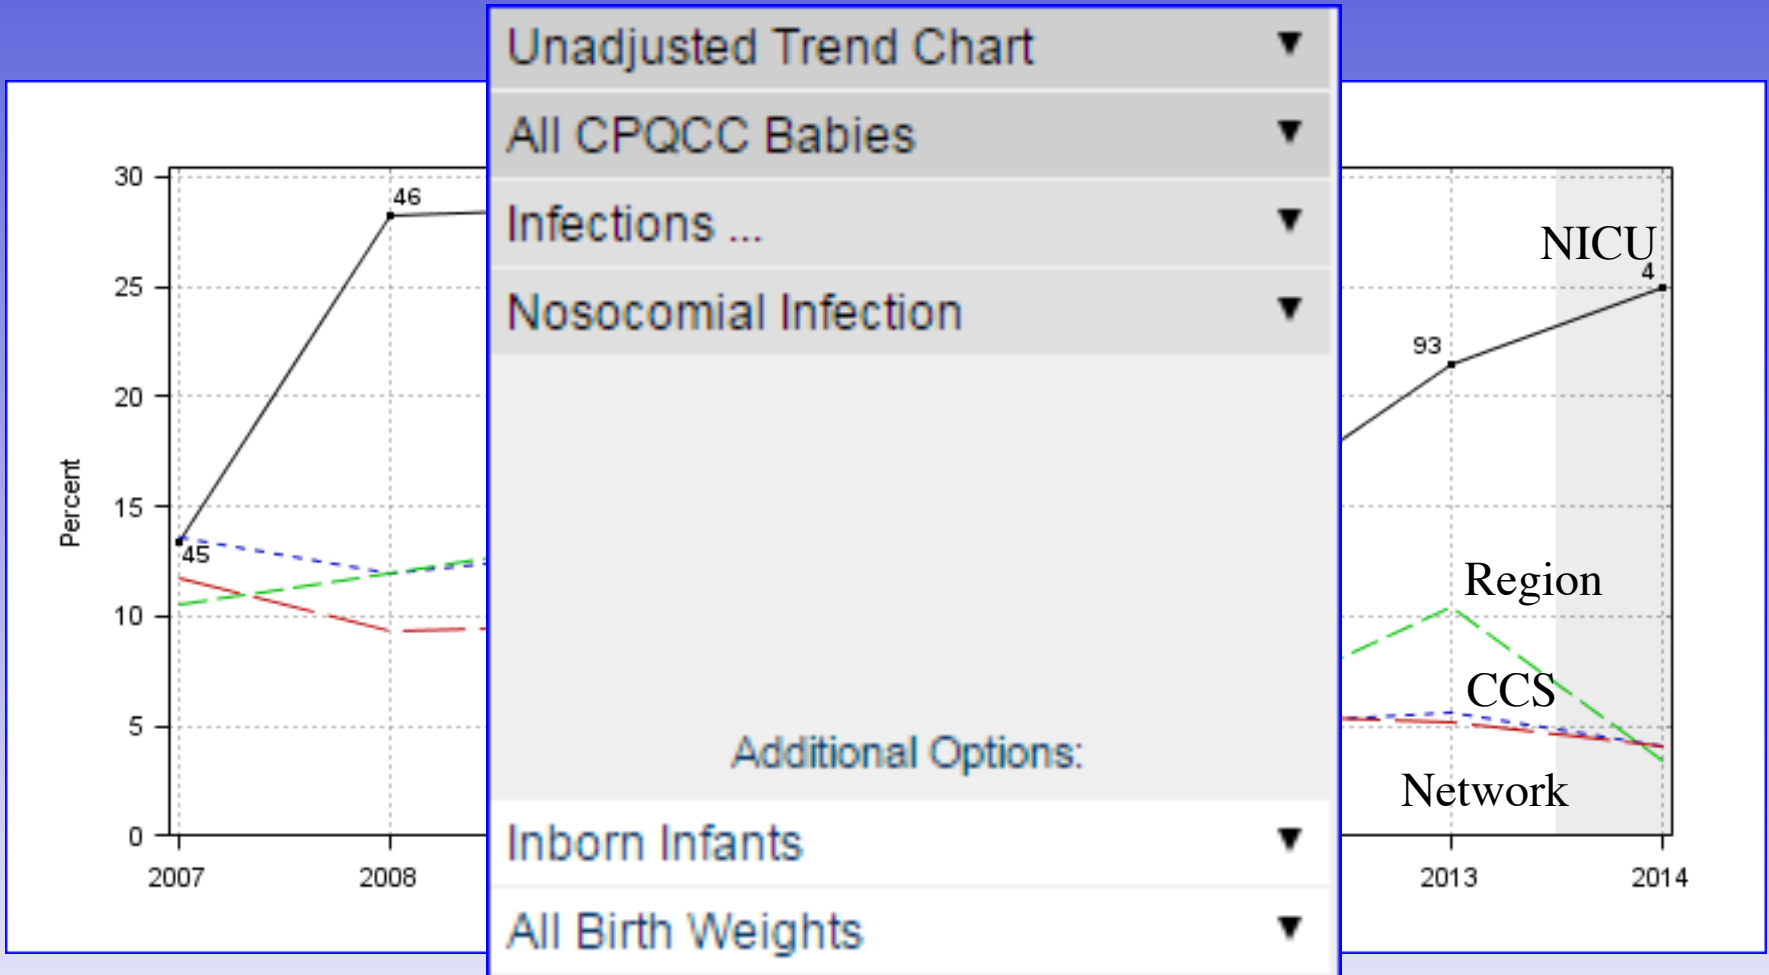 Unadjusted Trend Chart ▼
All CPQCC Babies ▼
Infections ... ▼
Nosocomial Infection ▼
Additional Options:
Inborn Infants ▼
All Birth Weights ▼
Percent
30
25
20
15
10
5
0
2007
2008
2013
2014
46
45
93
4
NICU
Region
CCS
Network